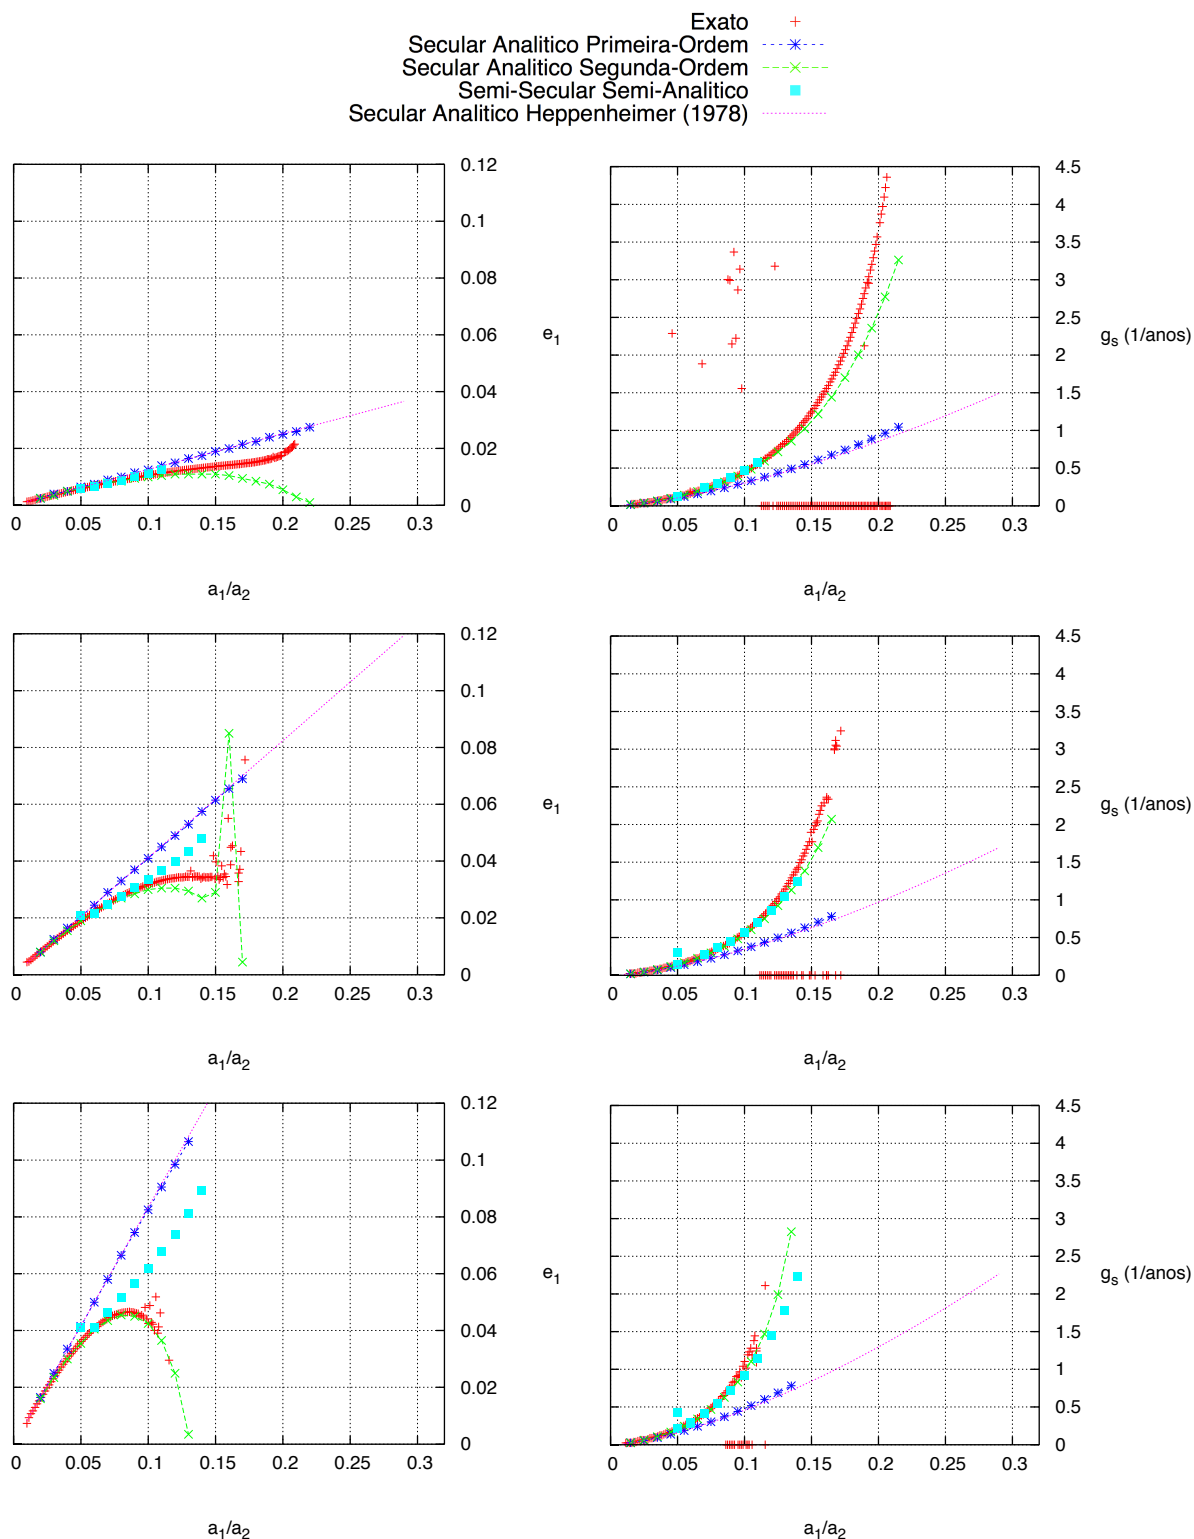 Exato
Secular Analitico Primeira-Ordem
Secular Analitico Segunda-Ordem
Semi-Secular Semi-Analitico
Secular Analitico Heppenheimer (1978)
0.12
0.1
0.08
0.06
0.04
0.02
0
e1
0 0.05 0.1 0.15 0.2 0.25 0.3
a1/a2
4.5
4
3.5
3
2.5
2
1.5
1
0.5
0
gs (1/anos)
0 0.05 0.1 0.15 0.2 0.25 0.3
a1/a2
0.12
0.1
0.08
0.06
0.04
0.02
0
e1
0 0.05 0.1 0.15 0.2 0.25 0.3
a1/a2
4.5
4
3.5
3
2.5
2
1.5
1
0.5
0
gs (1/anos)
0 0.05 0.1 0.15 0.2 0.25 0.3
a1/a2
0.12
0.1
0.08
0.06
0.04
0.02
0
e1
0 0.05 0.1 0.15 0.2 0.25 0.3
a1/a2
4.5
4
3.5
3
2.5
2
1.5
1
0.5
0
gs (1/anos)
0 0.05 0.1 0.15 0.2 0.25 0.3
a1/a2